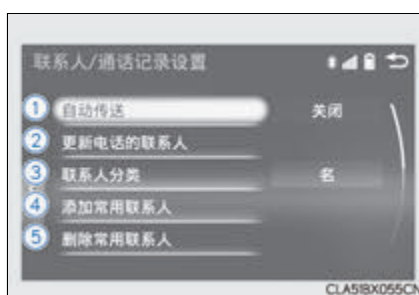 联系人/通话记录设置
① 自动传送 关闭
② 更新电话的联系人
③ 联系人分类 名
④ 添加常用联系人
⑤ 删除常用联系人
CLA51BX055CN